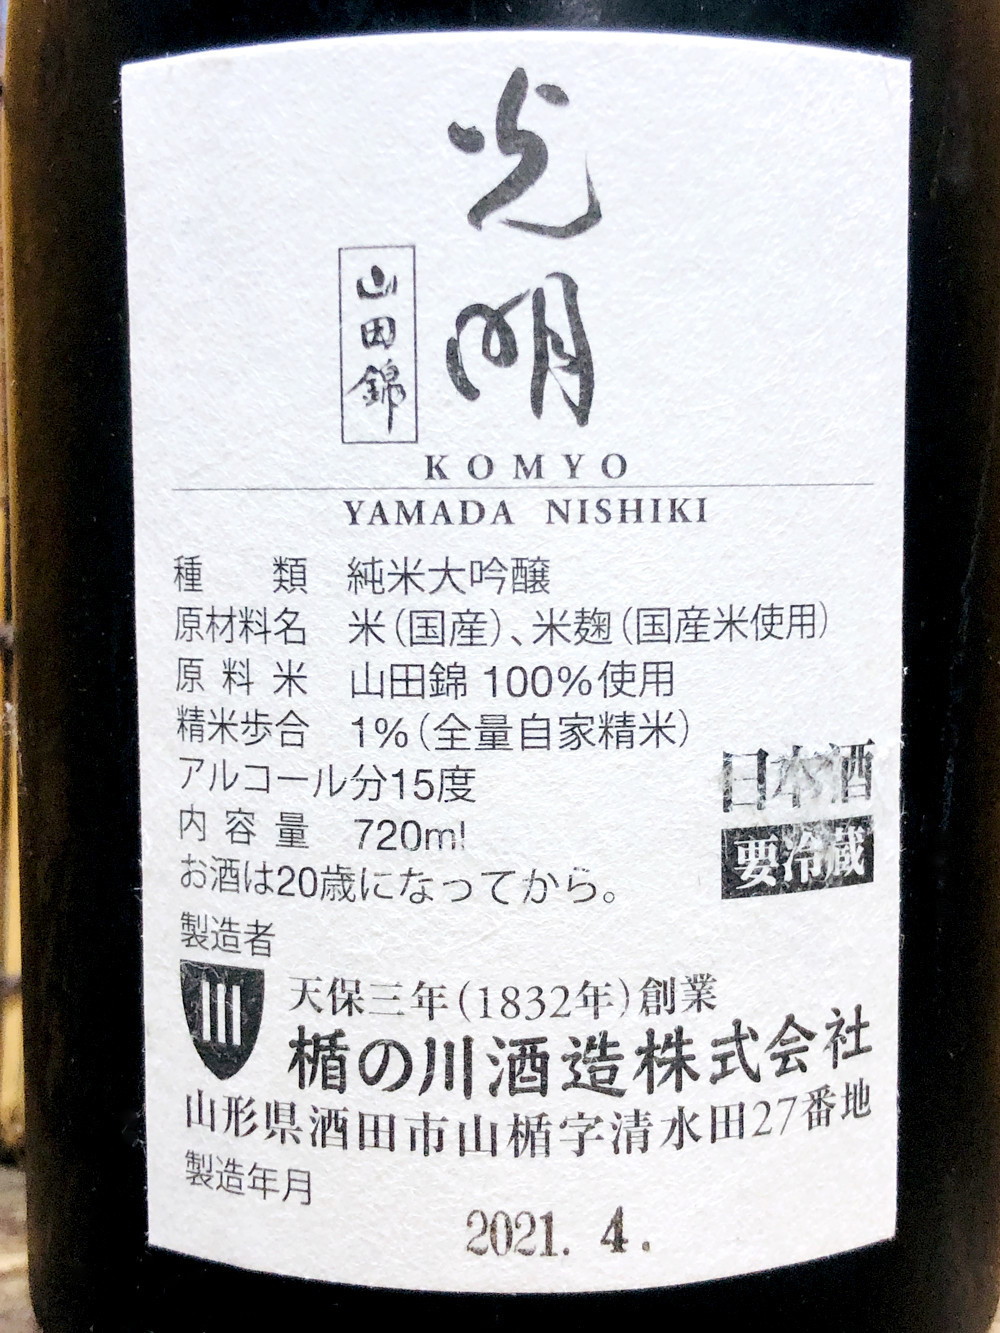 光明
山田錦
KOMYO
YAMADA NISHIKI
種類 純米大吟醸
原材料名 米(国産)、米麹(国産米使用)
原料米 山田錦 100%使用
精米歩合 1%(全量自家精米)
アルコール分15度
内容量 720ml
お酒は20歳になってから。
日本酒
要冷蔵
製造者
天保三年(1832年)創業
楯の川酒造株式会社
山形県酒田市山楯字清水田27番地
製造年月
2021. 4.